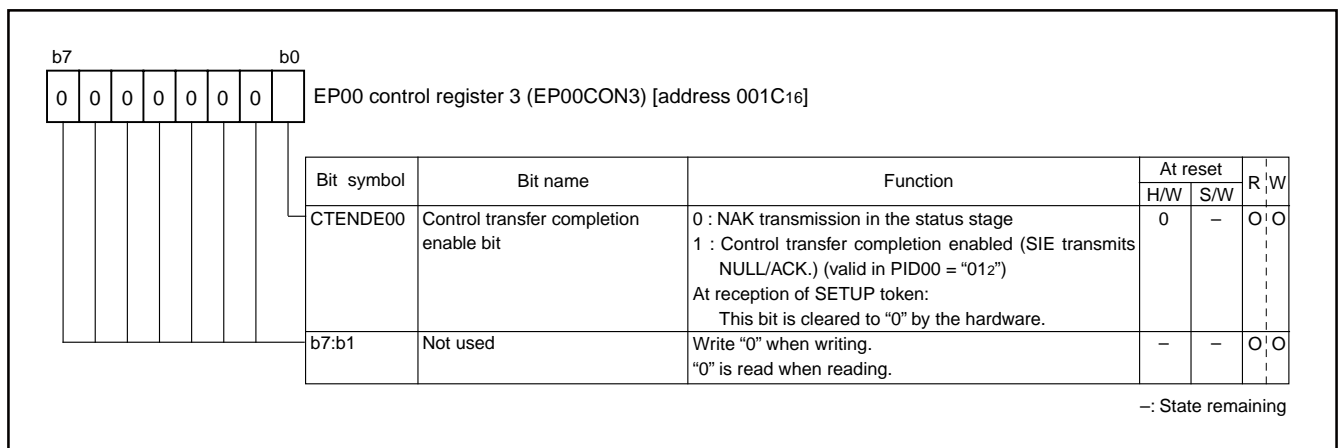 b7 b0
0 0 0 0 0 0 0 EP00 control register 3 (EP00CON3) [address 001C16]
Bit symbol Bit name Function At reset R W
H/W S/W
CTENDE00 Control transfer completion 0 : NAK transmission in the status stage 0 – O O
enable bit 1 : Control transfer completion enabled (SIE transmits
NULL/ACK.) (valid in PID00 = “012”)
At reception of SETUP token:
This bit is cleared to “0” by the hardware.
b7:b1 Not used Write “0” when writing. – – O O
“0” is read when reading.
–: State remaining